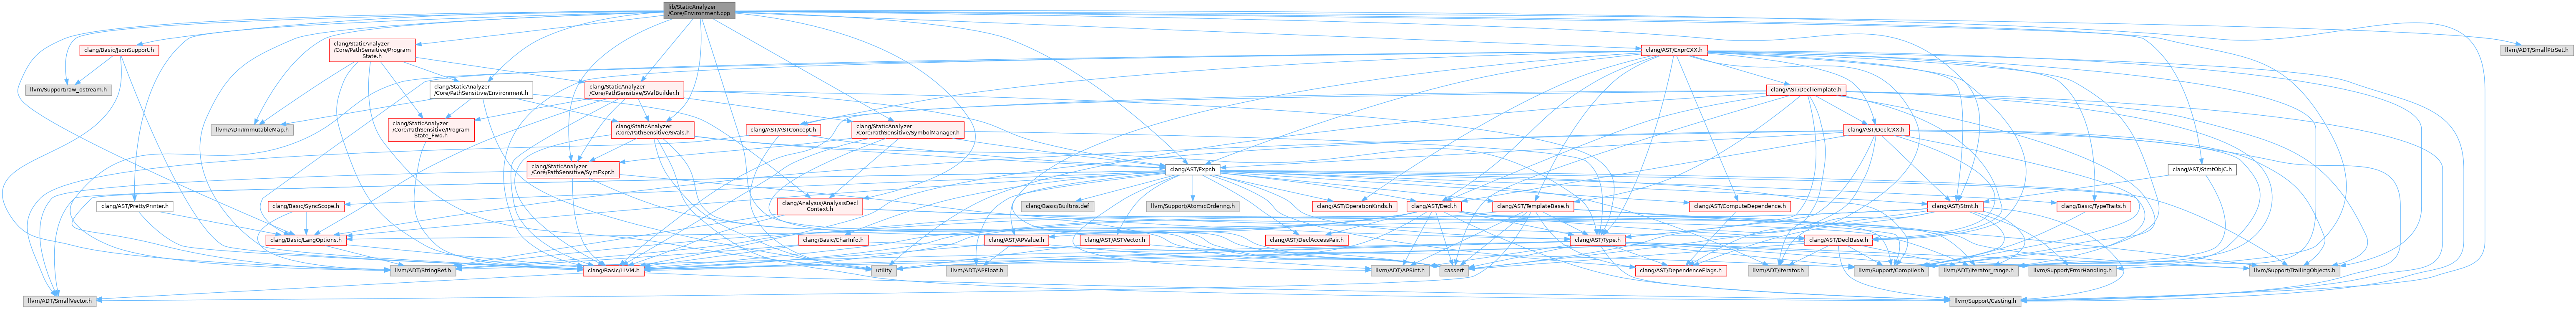 lib/StaticAnalyzer
/Core/Environment.cpp
clang/Basic/JsonSupport.h
clang/StaticAnalyzer
/Core/PathSensitive/Program
State.h
clang/AST/ExprCXX.h
llvm/ADT/SmallPtrSet.h
llvm/Support/raw_ostream.h
clang/StaticAnalyzer
/Core/PathSensitive/Environment.h
clang/StaticAnalyzer
/Core/PathSensitive/SValBuilder.h
clang/AST/DeclTemplate.h
llvm/ADT/ImmutableMap.h
clang/StaticAnalyzer
/Core/PathSensitive/Program
State_Fwd.h
clang/StaticAnalyzer
/Core/PathSensitive/SVals.h
clang/AST/ASTConcept.h
clang/StaticAnalyzer
/Core/PathSensitive/SymbolManager.h
clang/AST/DeclCXX.h
clang/StaticAnalyzer
/Core/PathSensitive/SymExpr.h
clang/AST/Expr.h
clang/AST/StmtObjC.h
clang/AST/PrettyPrinter.h
clang/Basic/SyncScope.h
clang/Analysis/AnalysisDecl
Context.h
clang/Basic/Builtins.def
llvm/Support/AtomicOrdering.h
clang/AST/OperationKinds.h
clang/AST/Decl.h
clang/AST/TemplateBase.h
clang/AST/ComputeDependence.h
clang/AST/Stmt.h
clang/Basic/TypeTraits.h
clang/Basic/LangOptions.h
clang/Basic/CharInfo.h
clang/AST/APValue.h
clang/AST/ASTVector.h
clang/AST/DeclAccessPair.h
clang/AST/Type.h
clang/AST/DeclBase.h
llvm/ADT/StringRef.h
clang/Basic/LLVM.h
utility
llvm/ADT/APFloat.h
llvm/ADT/APSInt.h
cassert
clang/AST/DependenceFlags.h
llvm/ADT/iterator.h
llvm/Support/Compiler.h
llvm/ADT/iterator_range.h
llvm/Support/ErrorHandling.h
llvm/Support/TrailingObjects.h
llvm/ADT/SmallVector.h
llvm/Support/Casting.h